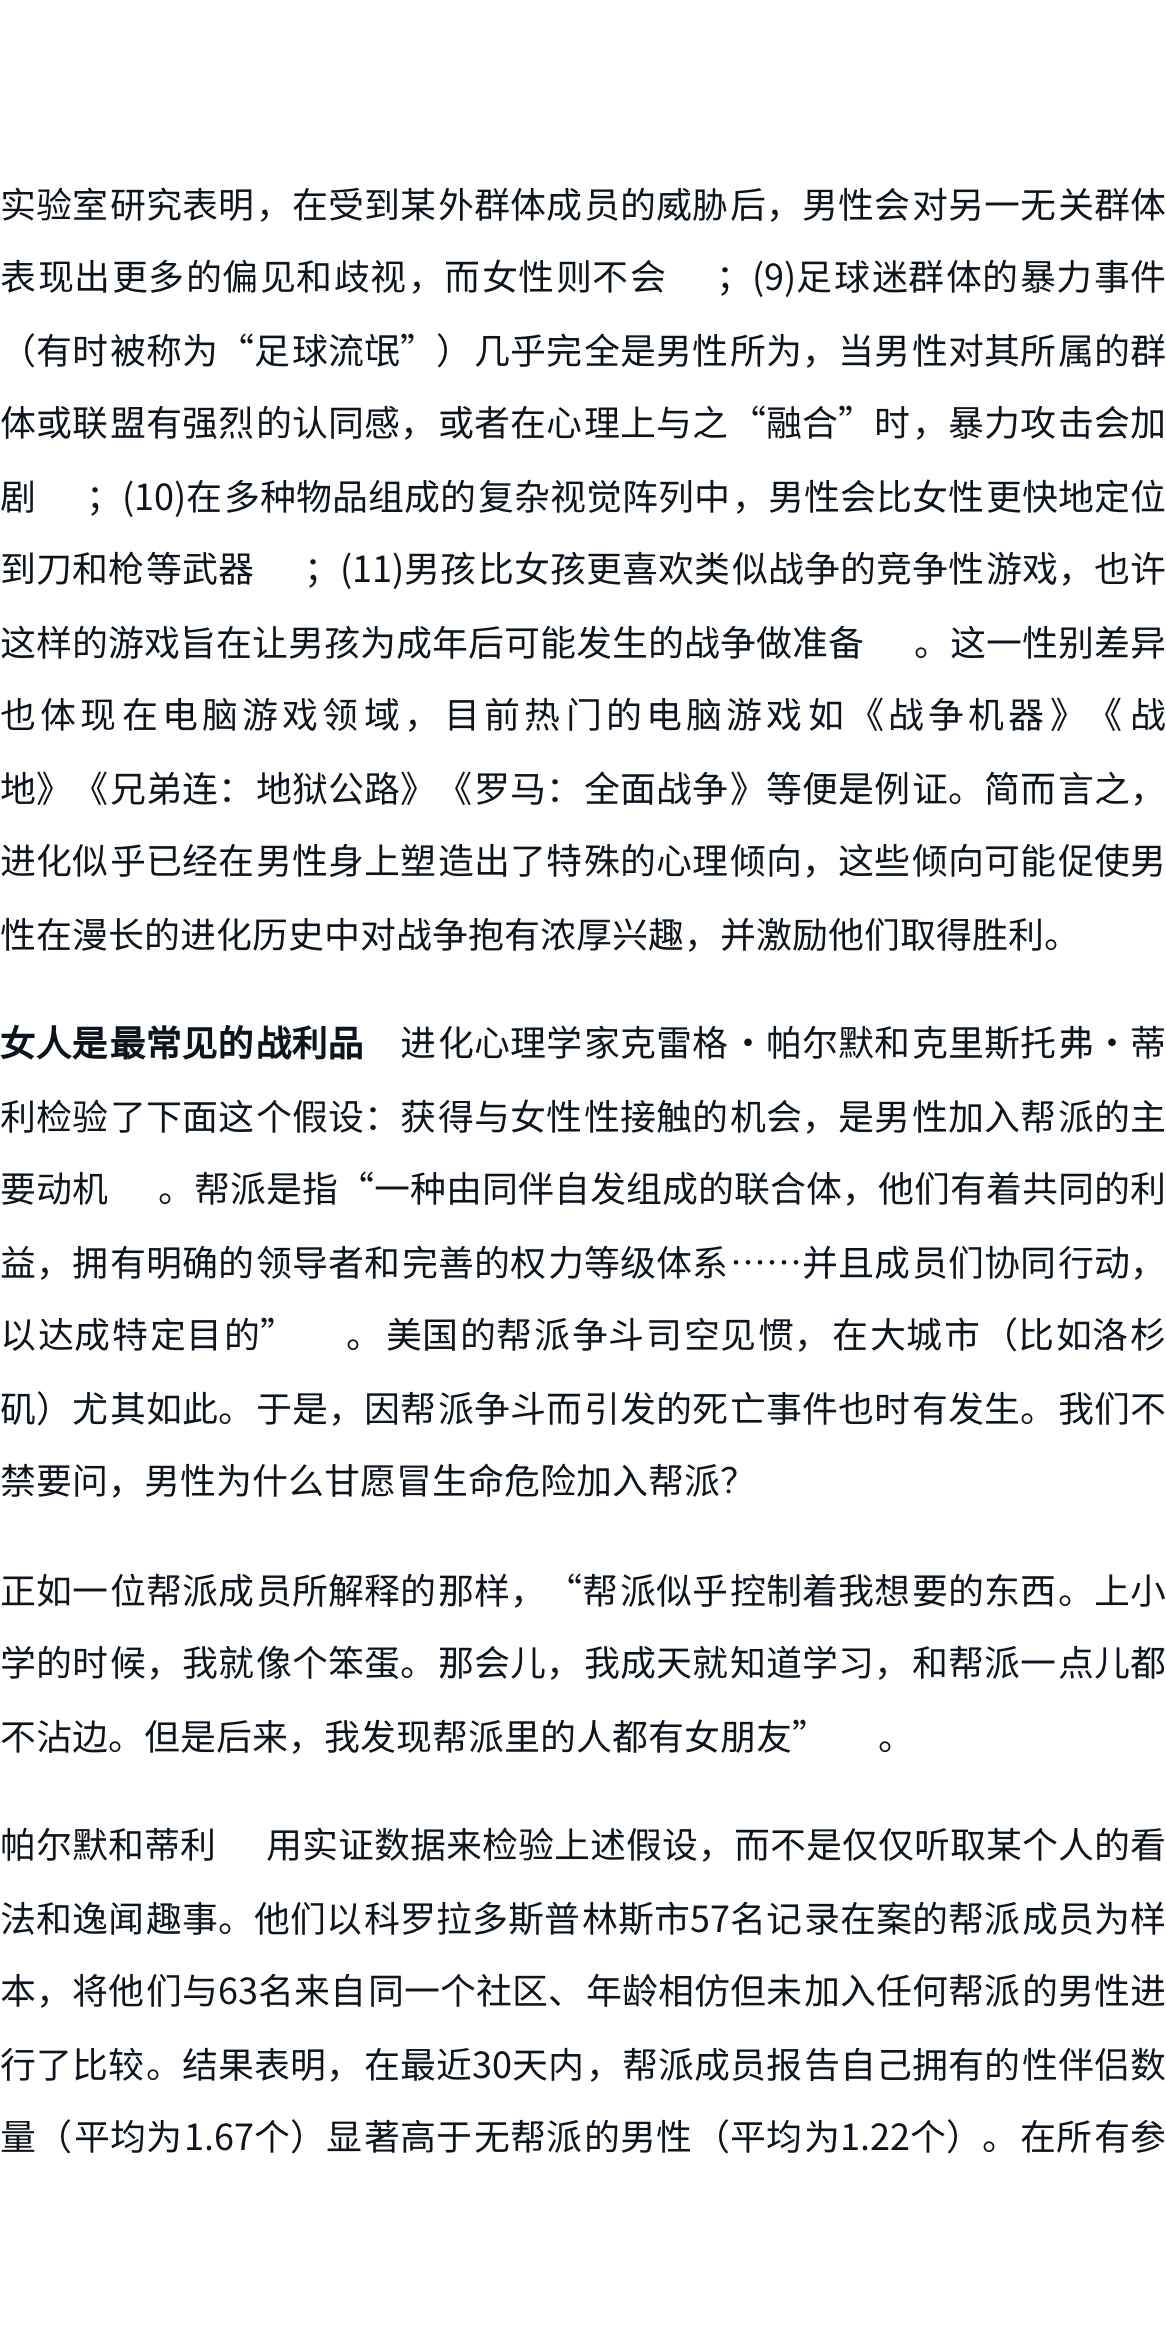 实验室研究表明，在受到某外群体成员的威胁后，男性会对另一无关群体
表现出更多的偏见和歧视，而女性则不会 ；(9)足球迷群体的暴力事件
（有时被称为“足球流氓”）几乎完全是男性所为，当男性对其所属的群
体或联盟有强烈的认同感，或者在心理上与之“融合”时，暴力攻击会加
剧 ；(10)在多种物品组成的复杂视觉阵列中，男性会比女性更快地定位
到刀和枪等武器 ；(11)男孩比女孩更喜欢类似战争的竞争性游戏，也许
这样的游戏旨在让男孩为成年后可能发生的战争做准备 。这一性别差异
也体现在电脑游戏领域，目前热门的电脑游戏如《战争机器》《战
地》《兄弟连：地狱公路》《罗马：全面战争》等便是例证。简而言之，
进化似乎已经在男性身上塑造出了特殊的心理倾向，这些倾向可能促使男
性在漫长的进化历史中对战争抱有浓厚兴趣，并激励他们取得胜利。
女人是最常见的战利品 进化心理学家克雷格·帕尔默和克里斯托弗·蒂
利检验了下面这个假设：获得与女性性接触的机会，是男性加入帮派的主
要动机 。帮派是指“一种由同伴自发组成的联合体，他们有着共同的利
益，拥有明确的领导者和完善的权力等级体系……并且成员们协同行动，
以达成特定目的” 。美国的帮派争斗司空见惯，在大城市（比如洛杉
矶）尤其如此。于是，因帮派争斗而引发的死亡事件也时有发生。我们不
禁要问，男性为什么甘愿冒生命危险加入帮派？
正如一位帮派成员所解释的那样，“帮派似乎控制着我想要的东西。上小
学的时候，我就像个笨蛋。那会儿，我成天就知道学习，和帮派一点儿都
不沾边。但是后来，我发现帮派里的人都有女朋友” 。
帕尔默和蒂利 用实证数据来检验上述假设，而不是仅仅听取某个人的看
法和逸闻趣事。他们以科罗拉多斯普林斯市57名记录在案的帮派成员为样
本，将他们与63名来自同一个社区、年龄相仿但未加入任何帮派的男性进
行了比较。结果表明，在最近30天内，帮派成员报告自己拥有的性伴侣数
量（平均为1.67个）显著高于无帮派的男性（平均为1.22个）。在所有参